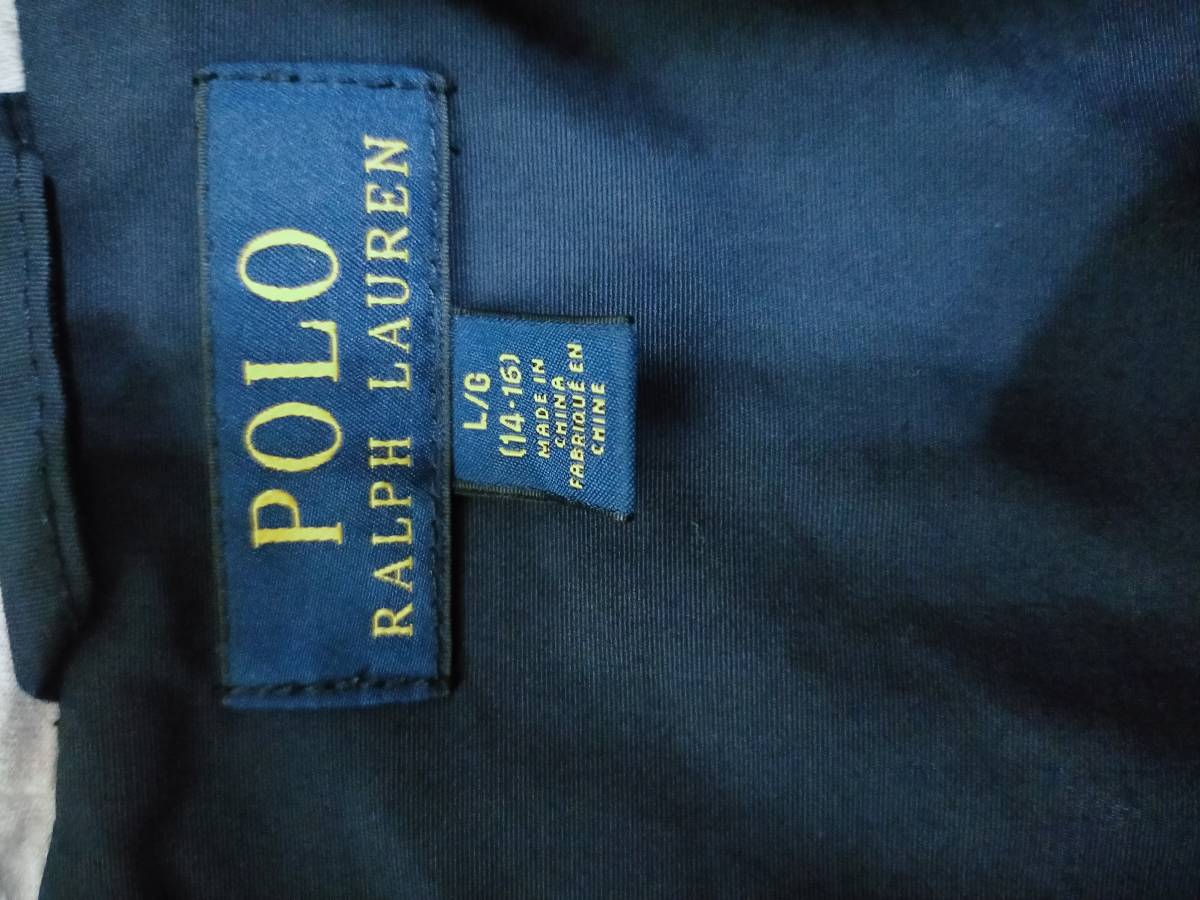 POLO
RALPH LAUREN
L/G
(14-16)
MADE IN
CHINA
FABRIQUÉ EN
CHINE